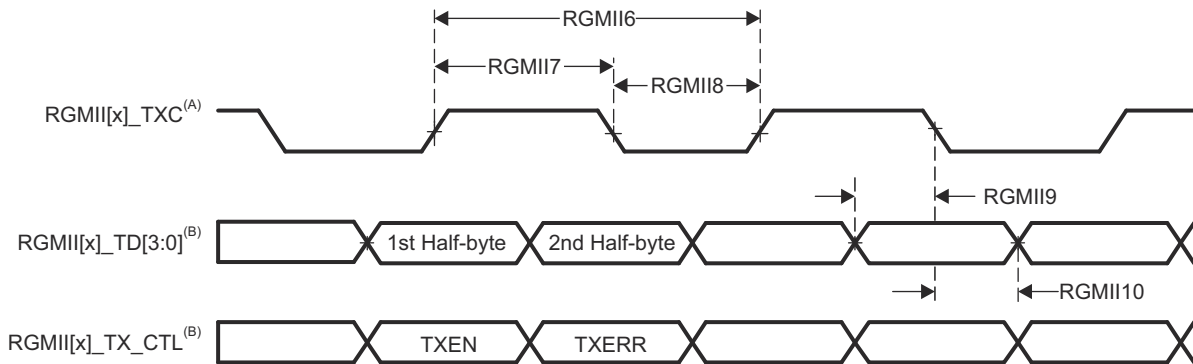 RGMII6
RGMII7
RGMII8
RGMII[x]_TXC(A)
RGMII9
RGMII[x]_TD[3:0](B)
1st Half-byte
2nd Half-byte
RGMII10
RGMII[x]_TX_CTL(B)
TXEN
TXERR